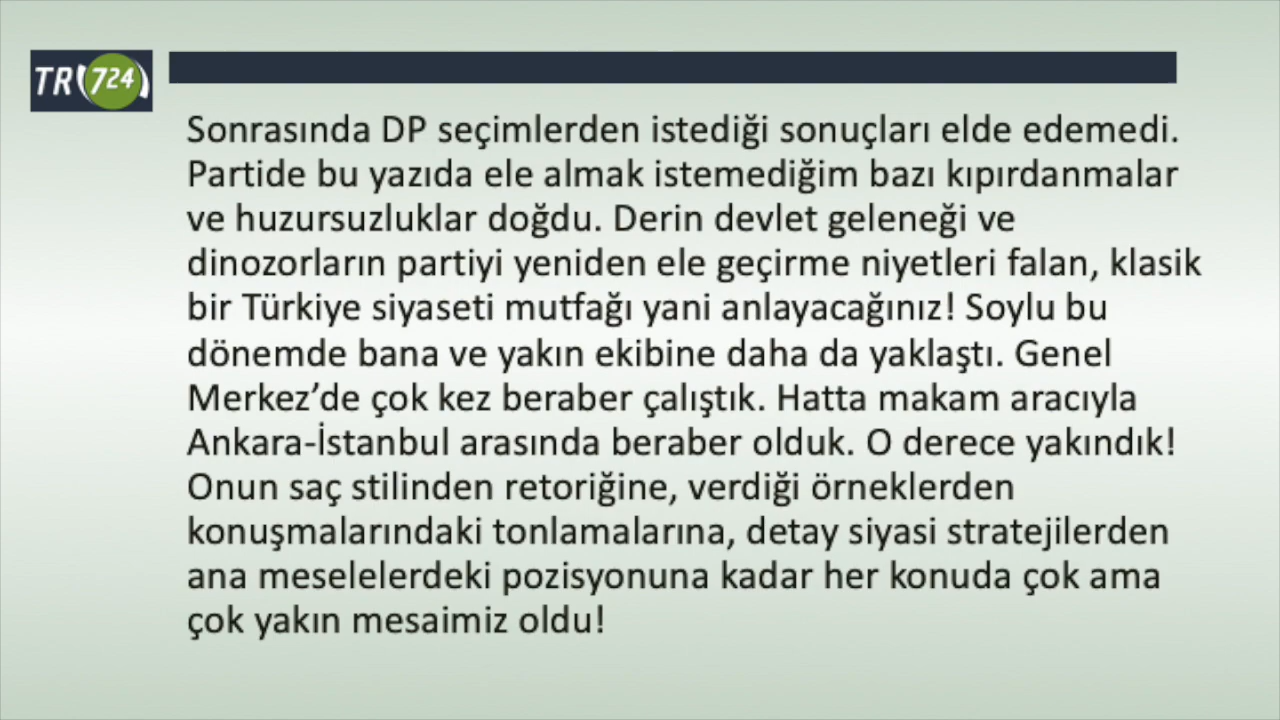 TR724
Sonrasında DP seçimlerden istediği sonuçları elde edemedi.
Partide bu yazıda ele almak istemediğim bazı kıpırdanmalar
ve huzursuzluklar doğdu. Derin devlet geleneği ve
dinozorların partiyi yeniden ele geçirme niyetleri falan, klasik
bir Türkiye siyaseti mutfağı yani anlayacağınız! Soylu bu
dönemde bana ve yakın ekibine daha da yaklaştı. Genel
Merkez’de çok kez beraber çalıştık. Hatta makam aracıyla
Ankara-İstanbul arasında beraber olduk. O derece yakındık!
Onun saç stilinden retoriğine, verdiği örneklerden
konuşmalarındaki tonlamalarına, detay siyasi stratejilerden
ana meselelerdeki pozisyonuna kadar her konuda çok ama
çok yakın mesaimiz oldu!